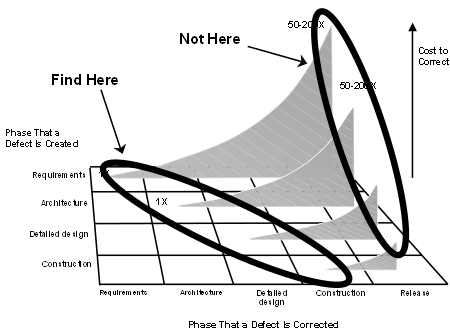 50-200X
Not Here
Cost to
Correct
Find Here
50-200X
Phase That a
Defect Is Created
Requirements
1X
Architecture
1X
Detailed design
Construction
Requirements
Architecture
Detailed
design
Construction
Release
Phase That a Defect Is Corrected